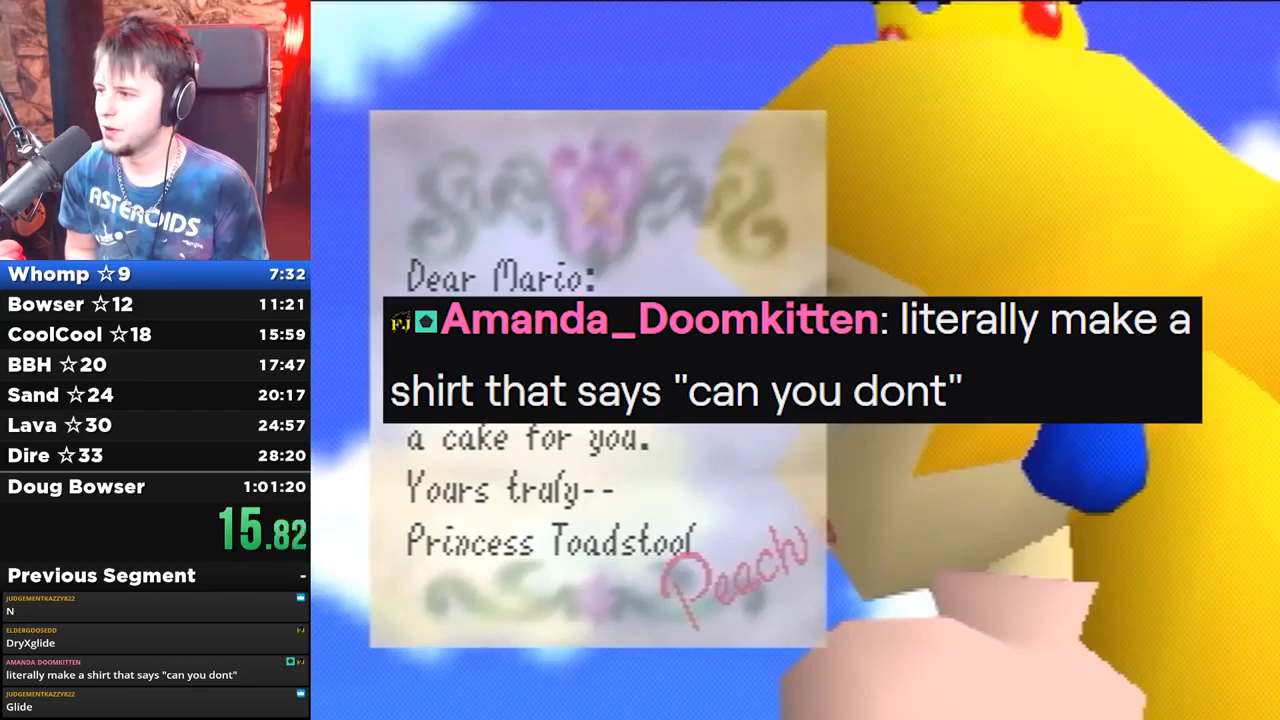 ASTEROIDS
Whomp ☆9 7:32
Bowser ☆12 11:21
CoolCool ☆18 15:59
BBH ☆20 17:47
Sand ☆24 20:17
Lava ☆30 24:57
Dire ☆33 28:20
Doug Bowser 1:01:20
15.82
Previous Segment -
JUDGEMENTKAZZY822
N
ELDERGOOSEDD
DryXglide
AMANDA DOOMKITTEN
literally make a shirt that says "can you dont"
JUDGEMENTKAZZY822
Glide
Dear Mario:
Amanda_Doomkitten: literally make a
shirt that says "can you dont"
a cake for you.
Yours truly--
Princess Toadstool
Peach